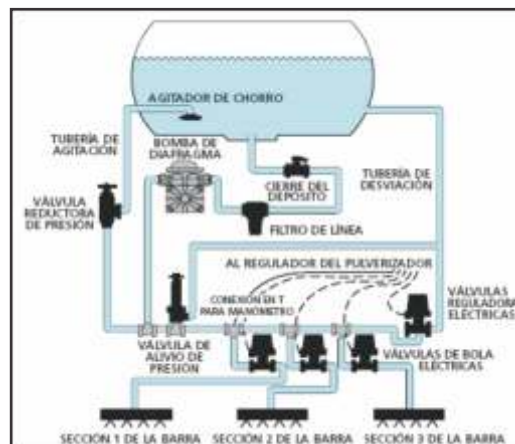 AGITADOR DE CHORRO
TUBERÍA DE
AGITACIÓN
BOMBA DE
DIAFRAGMA
CIERRE DEL
DEPÓSITO
TUBERÍA DE
DESVIACIÓN
VÁLVULA
REDUCTORA
DE PRESIÓN
FILTRO DE LÍNEA
AL REGULADOR DEL PULVERIZADOR
CONEXIÓN EN T
PARA MANÓMETRO
VÁLVULAS
REGULADORAS
ELÉCTRICAS
VÁLVULA DE
ALIVIO DE
PRESIÓN
VÁLVULAS DE BOLA
ELÉCTRICAS
SECCIÓN 1 DE LA BARRA
SECCIÓN 2 DE LA BARRA
SECCIÓN 3 DE LA BARRA